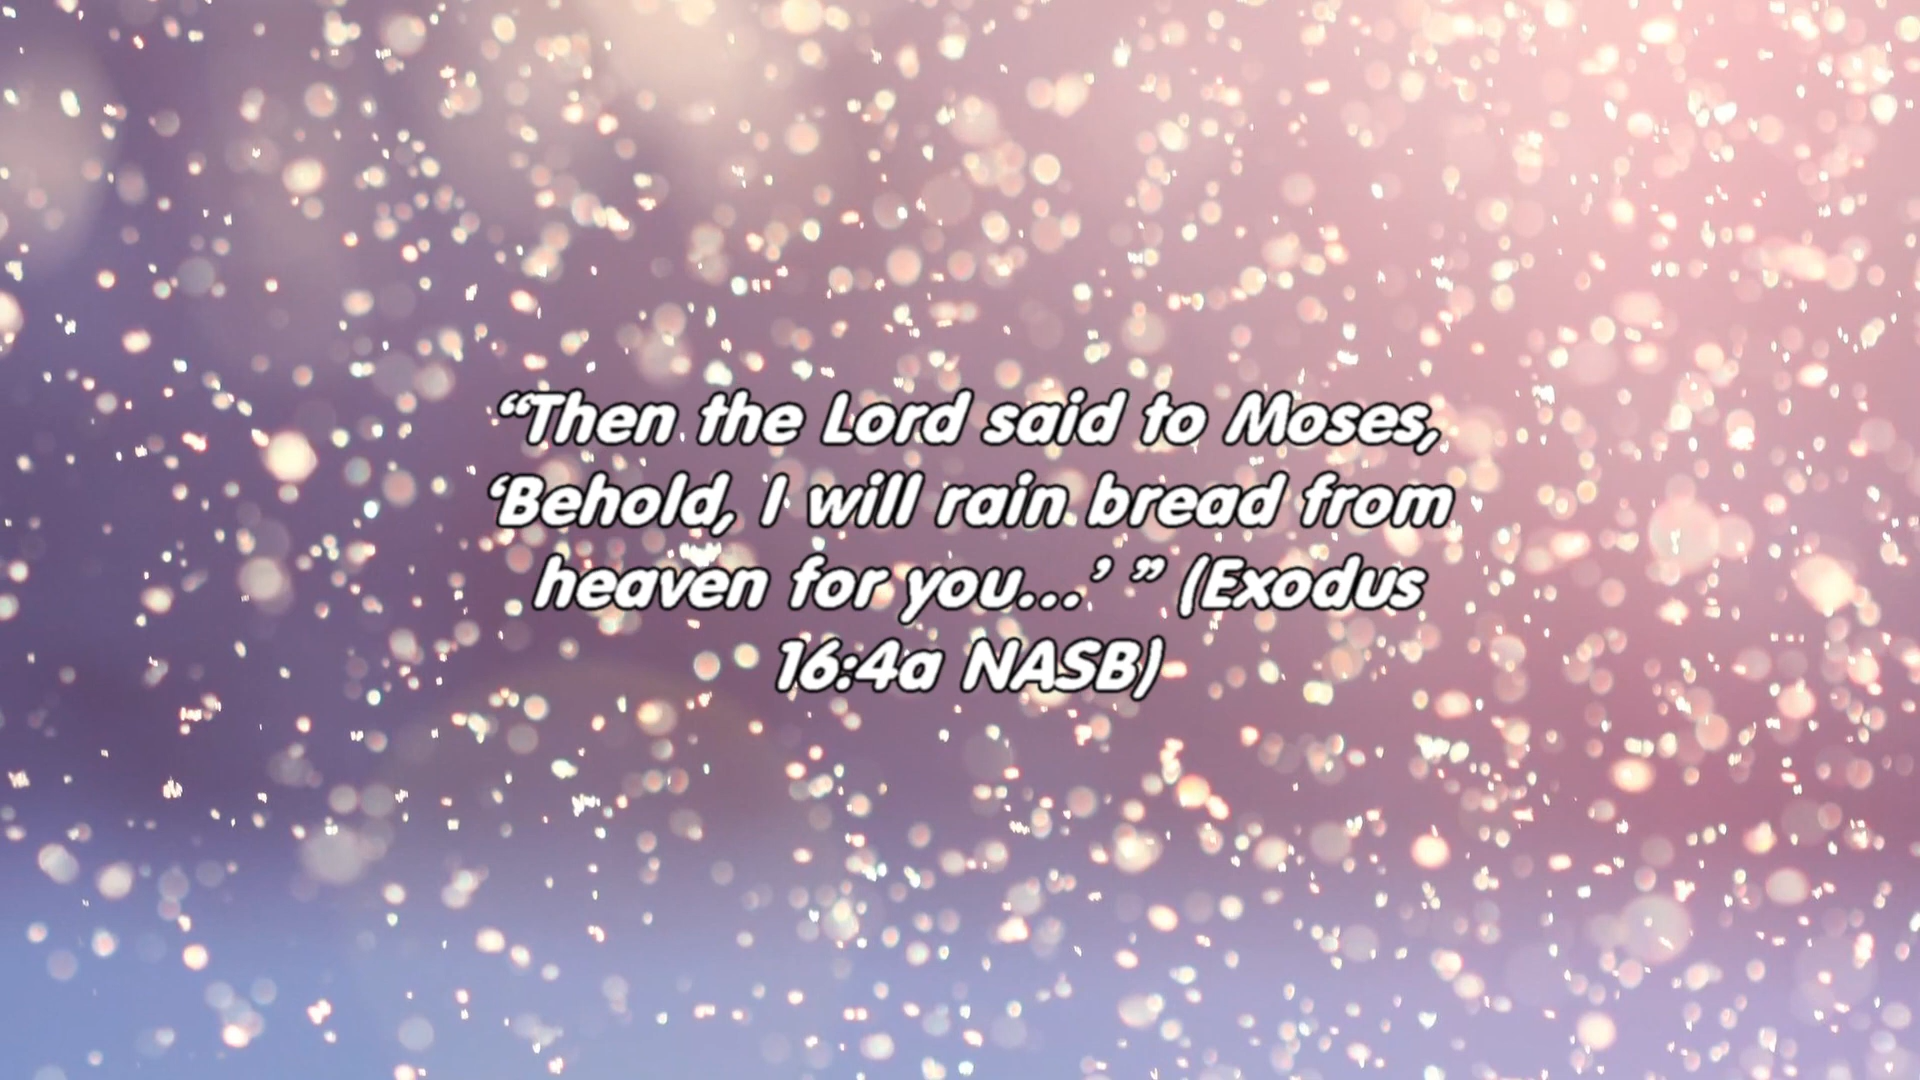 “Then the Lord said to Moses,
‘Behold, I will rain bread from
heaven for you...’ ” (Exodus
16:4a NASB)